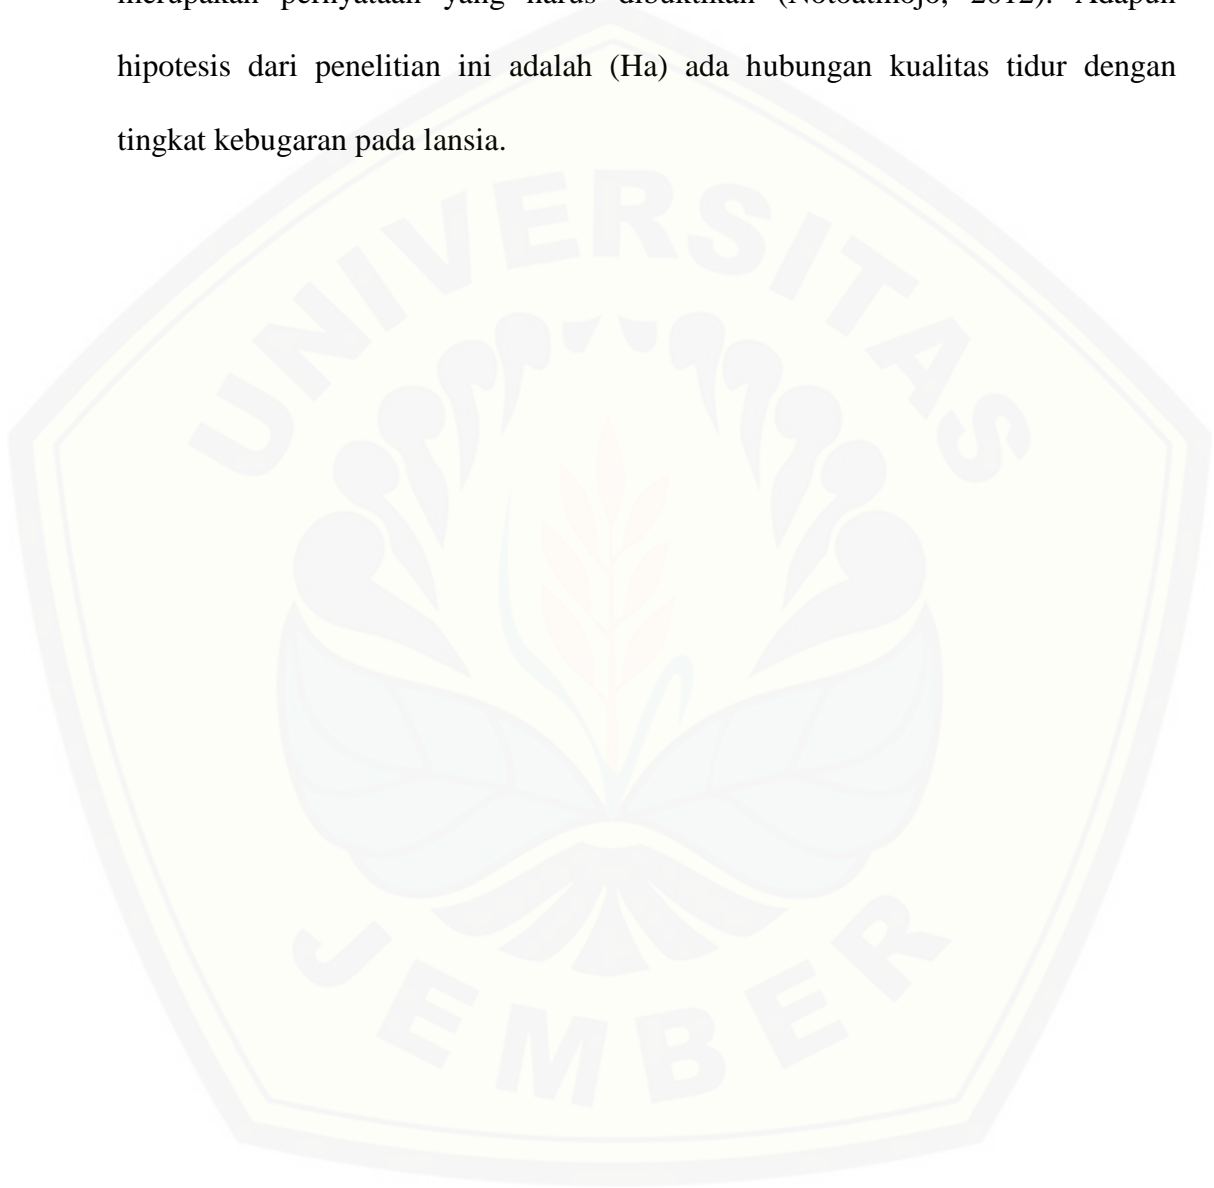 merupakan pernyataan yang harus dibuktikan (Notoatmojo, 2012). Adapun
hipotesis dari penelitian ini adalah (Ha) ada hubungan kualitas tidur dengan
tingkat kebugaran pada lansia.
UNIVERSITAS
JEMBER